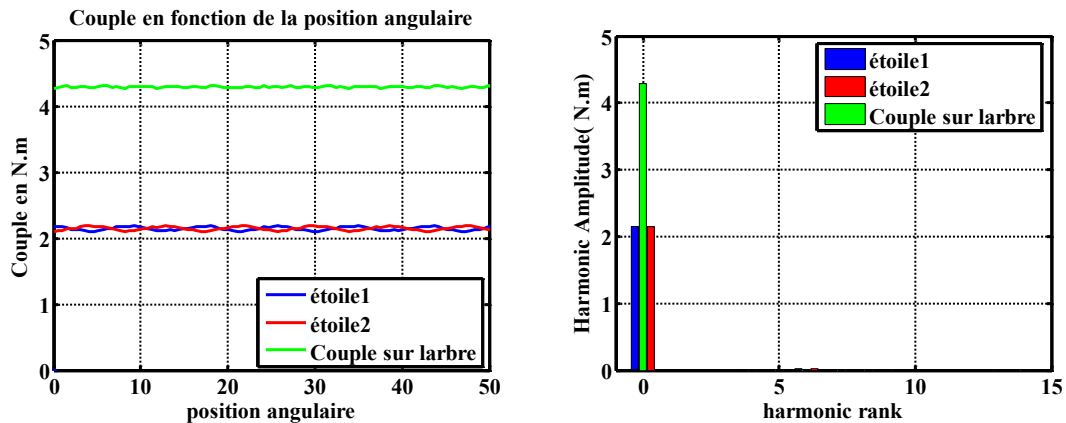 Couple en fonction de la position angulaire
Couple en N.m
5
4
3
2
1
0
0 10 20 30 40 50
position angulaire
étoile1
étoile2
Couple sur larbre
Harmonic Amplitude( N.m)
5
4
3
2
1
0
0 5 10 15
harmonic rank
étoile1
étoile2
Couple sur larbre